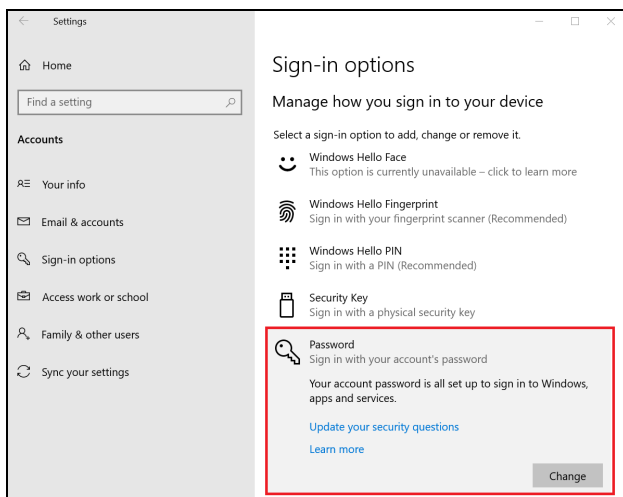 Settings
Home
Find a setting
Accounts
Your info
Email & accounts
Sign-in options
Access work or school
Family & other users
Sync your settings
Sign-in options
Manage how you sign in to your device
Select a sign-in option to add, change or remove it.
Windows Hello Face
This option is currently unavailable – click to learn more
Windows Hello Fingerprint
Sign in with your fingerprint scanner (Recommended)
Windows Hello PIN
Sign in with a PIN (Recommended)
Security Key
Sign in with a physical security key
Password
Sign in with your account's password
Your account password is all set up to sign in to Windows,
apps and services.
Update your security questions
Learn more
Change